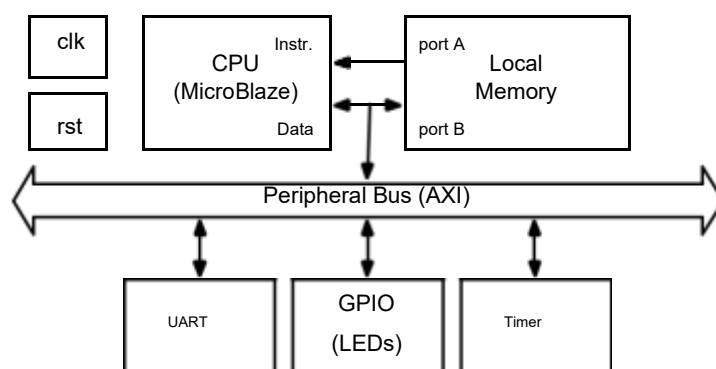 clk
rst
Instr.
CPU
(MicroBlaze)
Data
port A
Local
Memory
port B
Peripheral Bus (AXI)
UART
GPIO
(LEDs)
Timer